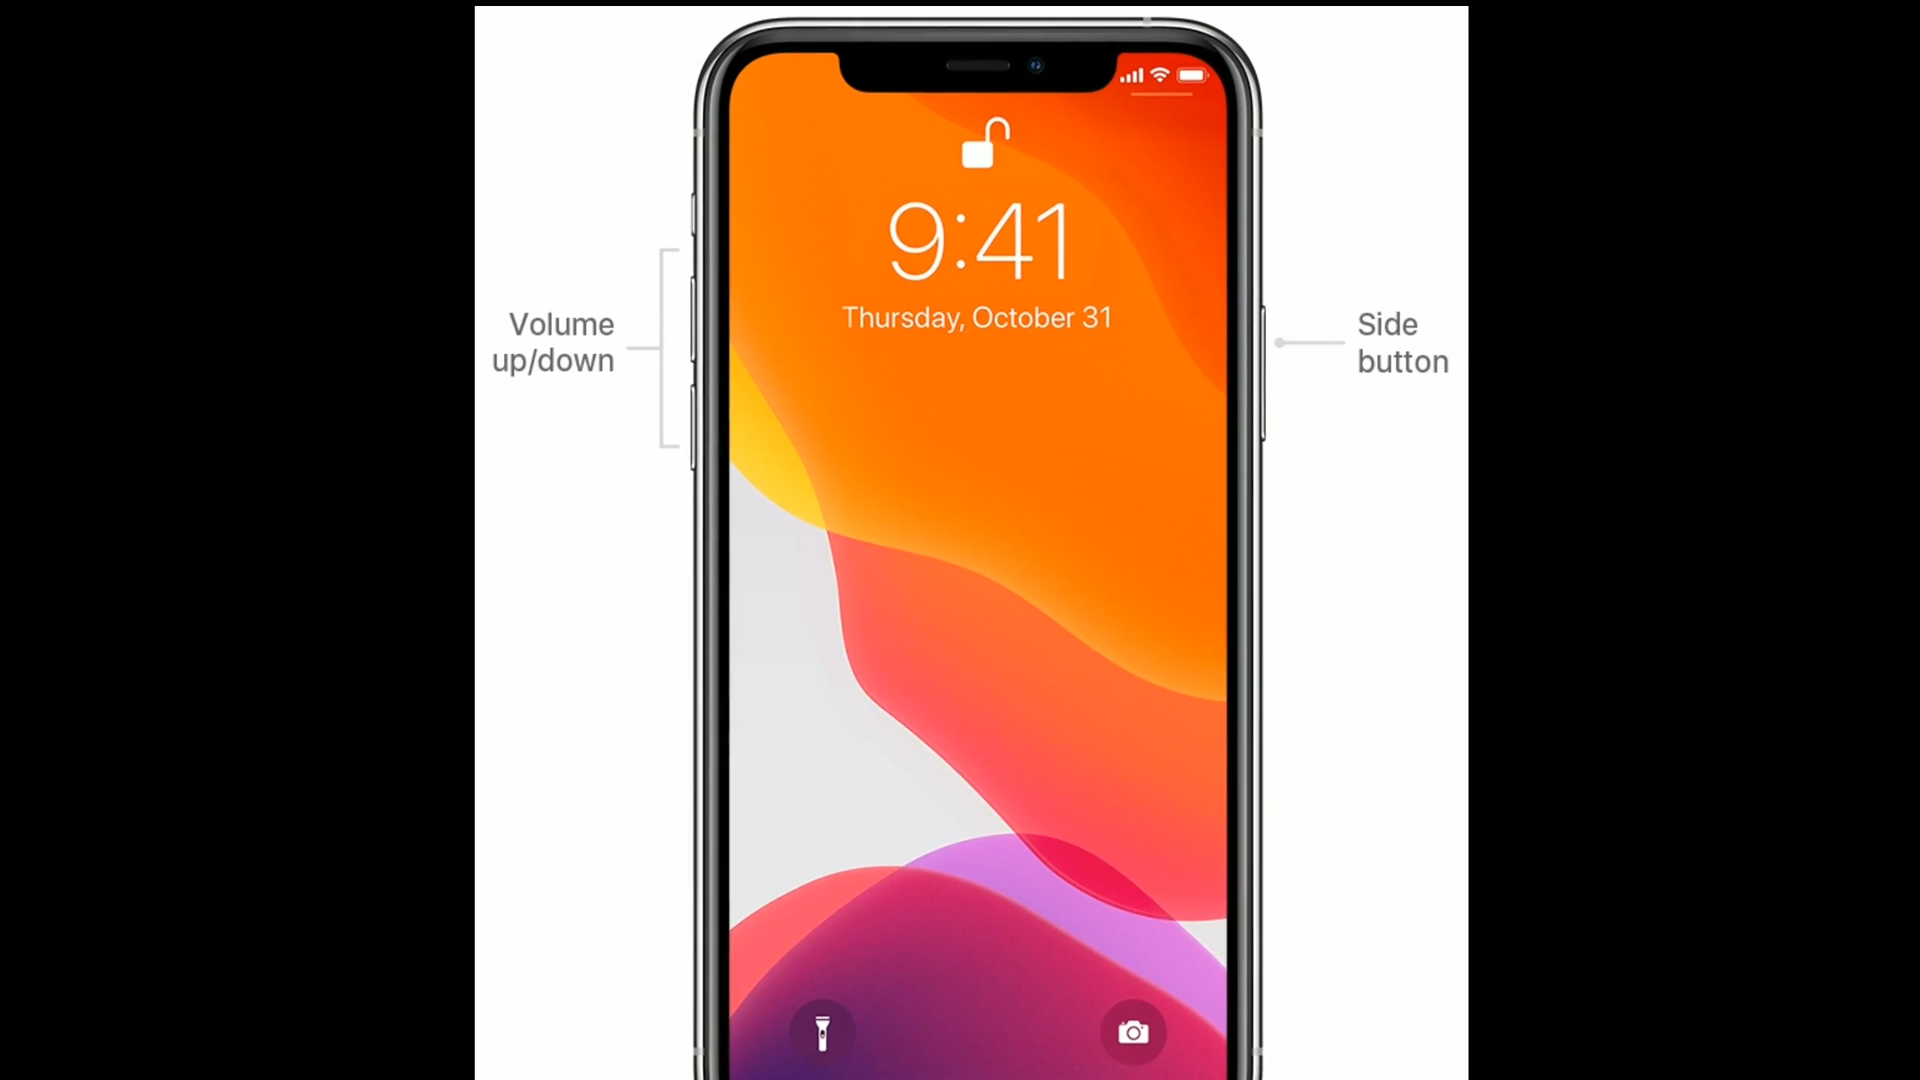 9:41
Thursday, October 31
Volume
up/down
Side
button